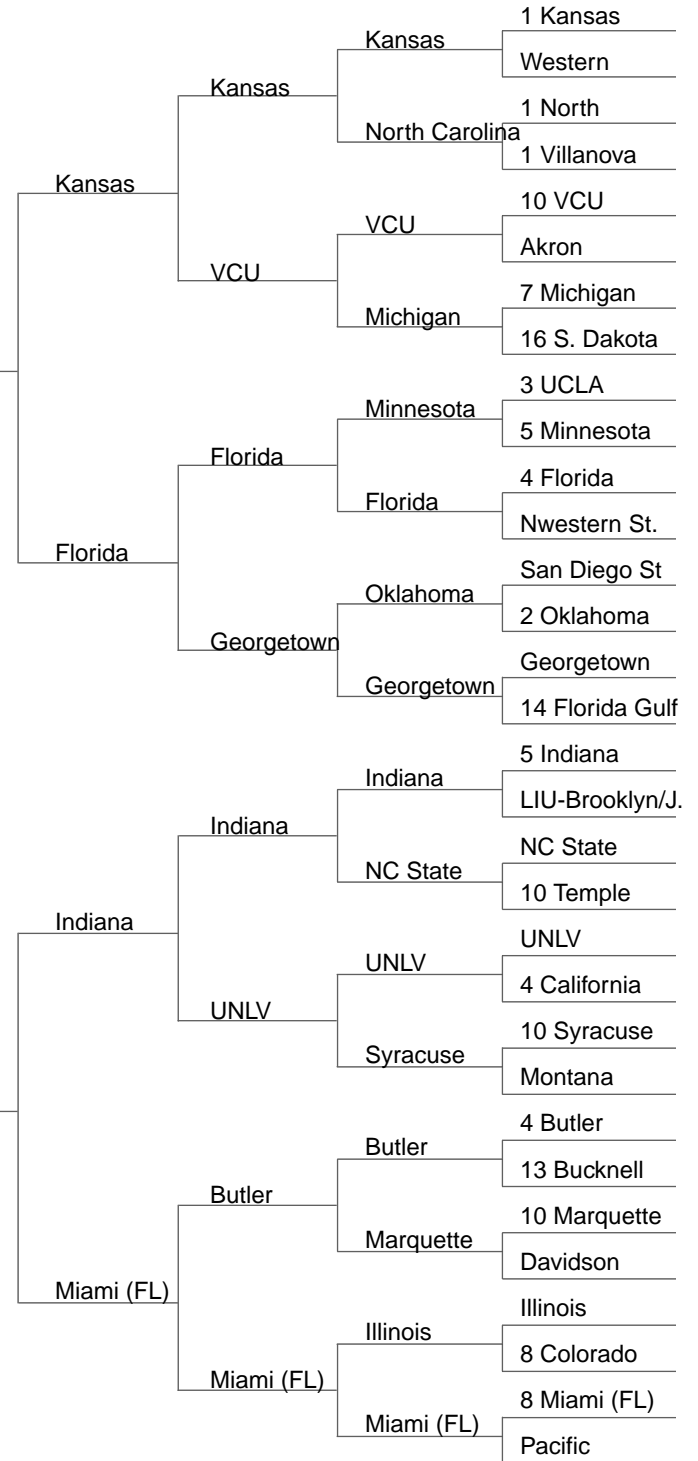 1 Kansas
Kansas
Western
Kansas
1 North
North Carolina
1 Villanova
Kansas
10 VCU
VCU
Akron
VCU
7 Michigan
Michigan
16 S. Dakota
3 UCLA
Minnesota
5 Minnesota
Florida
4 Florida
Florida
Nwestern St.
Florida
San Diego St
Oklahoma
2 Oklahoma
Georgetown
Georgetown
Georgetown
14 Florida Gulf
5 Indiana
Indiana
LIU-Brooklyn/J.
Indiana
NC State
NC State
10 Temple
Indiana
UNLV
UNLV
4 California
UNLV
10 Syracuse
Syracuse
Montana
4 Butler
Butler
13 Bucknell
Butler
10 Marquette
Marquette
Davidson
Miami (FL)
Illinois
Illinois
8 Colorado
Miami (FL)
8 Miami (FL)
Miami (FL)
Pacific